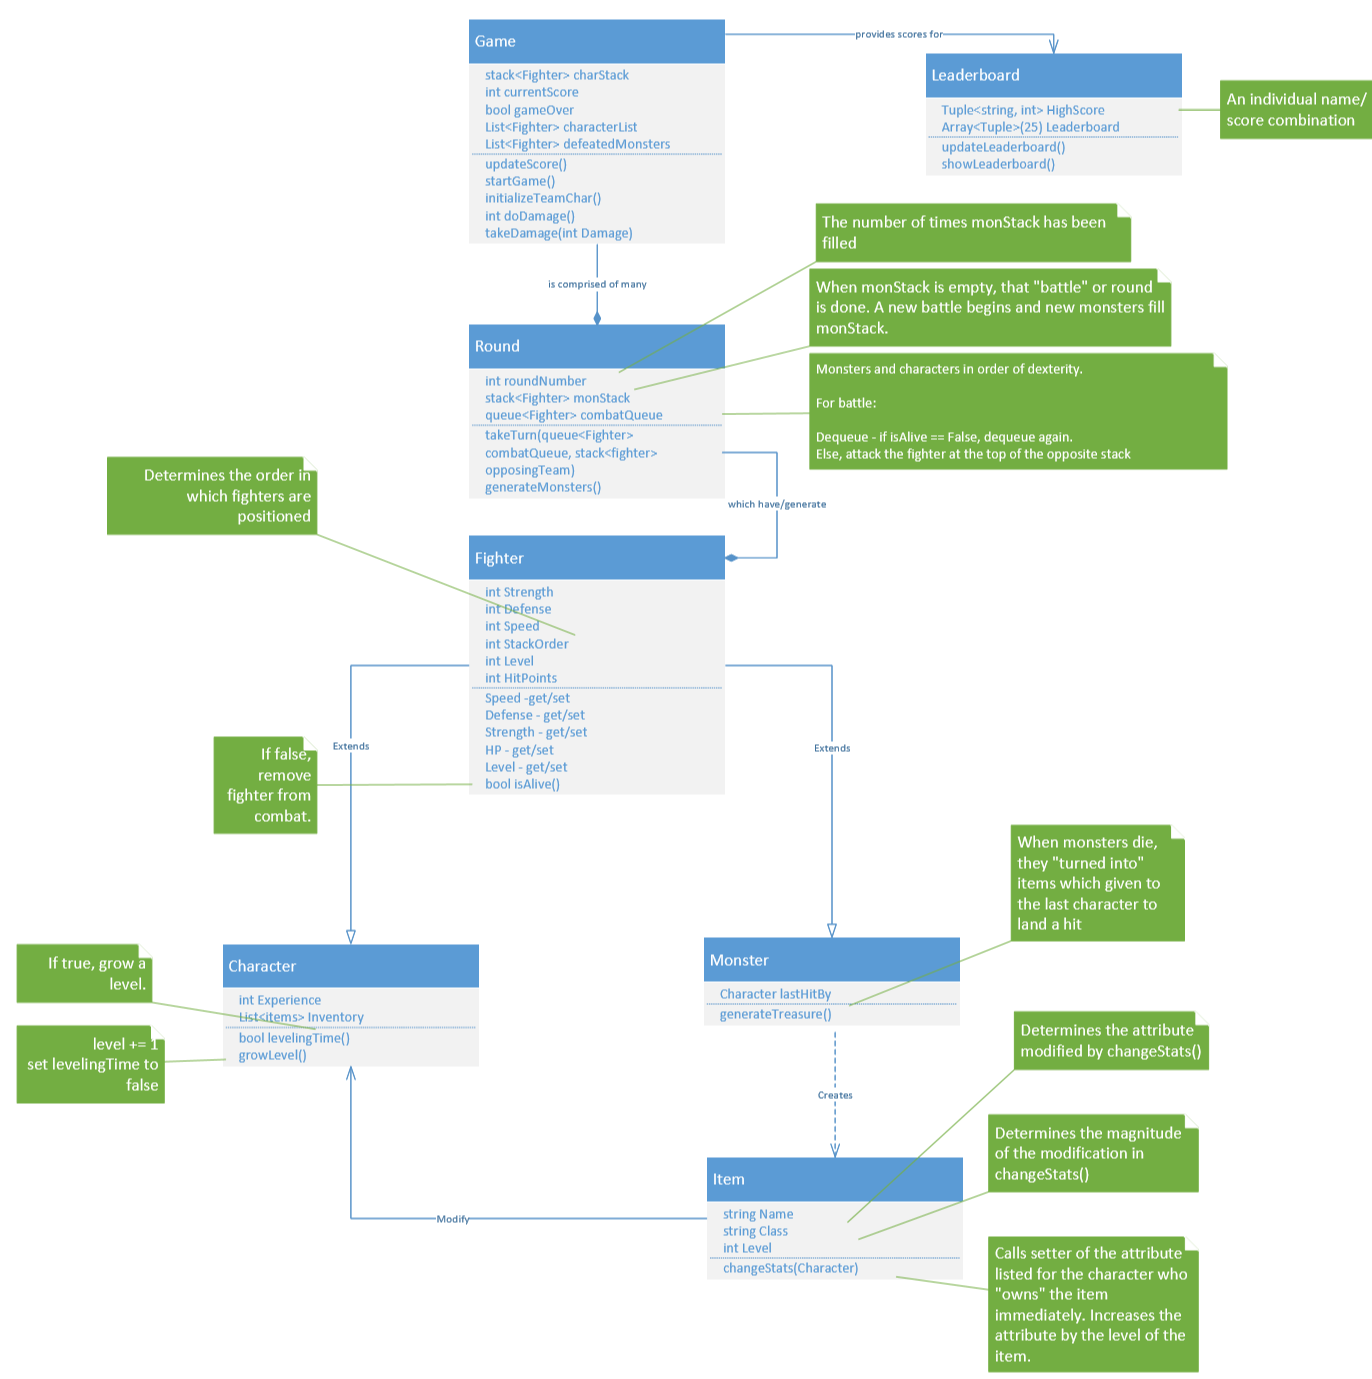 Game
stack<Fighter> charStack
int currentScore
bool gameOver
List<Fighter> characterList
List<Fighter> defeatedMonsters
updateScore()
startGame()
initializeTeamChar()
int doDamage()
takeDamage(int Damage)
provides scores for
Leaderboard
Tuple<string, int> HighScore
Array<Tuple>(25) Leaderboard
updateLeaderboard()
showLeaderboard()
An individual name/
score combination
is comprised of many
The number of times monStack has been
filled
When monStack is empty, that "battle" or round
is done. A new battle begins and new monsters fill
monStack.
Monsters and characters in order of dexterity.
For battle:
Dequeue - if isAlive == False, dequeue again.
Else, attack the fighter at the top of the opposite stack
Round
int roundNumber
stack<Fighter> monStack
queue<Fighter> combatQueue
takeTurn(queue<Fighter>
combatQueue, stack<fighter>
opposingTeam)
generateMonsters()
which have/generate
Determines the order in
which fighters are
positioned
Fighter
int Strength
int Defense
int Speed
int StackOrder
int Level
int HitPoints
Speed -get/set
Defense - get/set
Strength - get/set
HP - get/set
Level - get/set
bool isAlive()
If false,
remove
fighter from
combat.
Extends
Extends
When monsters die,
they "turned into"
items which given to
the last character to
land a hit
If true, grow a
level.
level += 1
set levelingTime to
false
Character
int Experience
List<items> Inventory
bool levelingTime()
growLevel()
Monster
Character lastHitBy
generateTreasure()
Creates
Determines the attribute
modified by changeStats()
Determines the magnitude
of the modification in
changeStats()
Item
string Name
string Class
int Level
changeStats(Character)
Modify
Calls setter of the attribute
listed for the character who
"owns" the item
immediately. Increases the
attribute by the level of the
item.